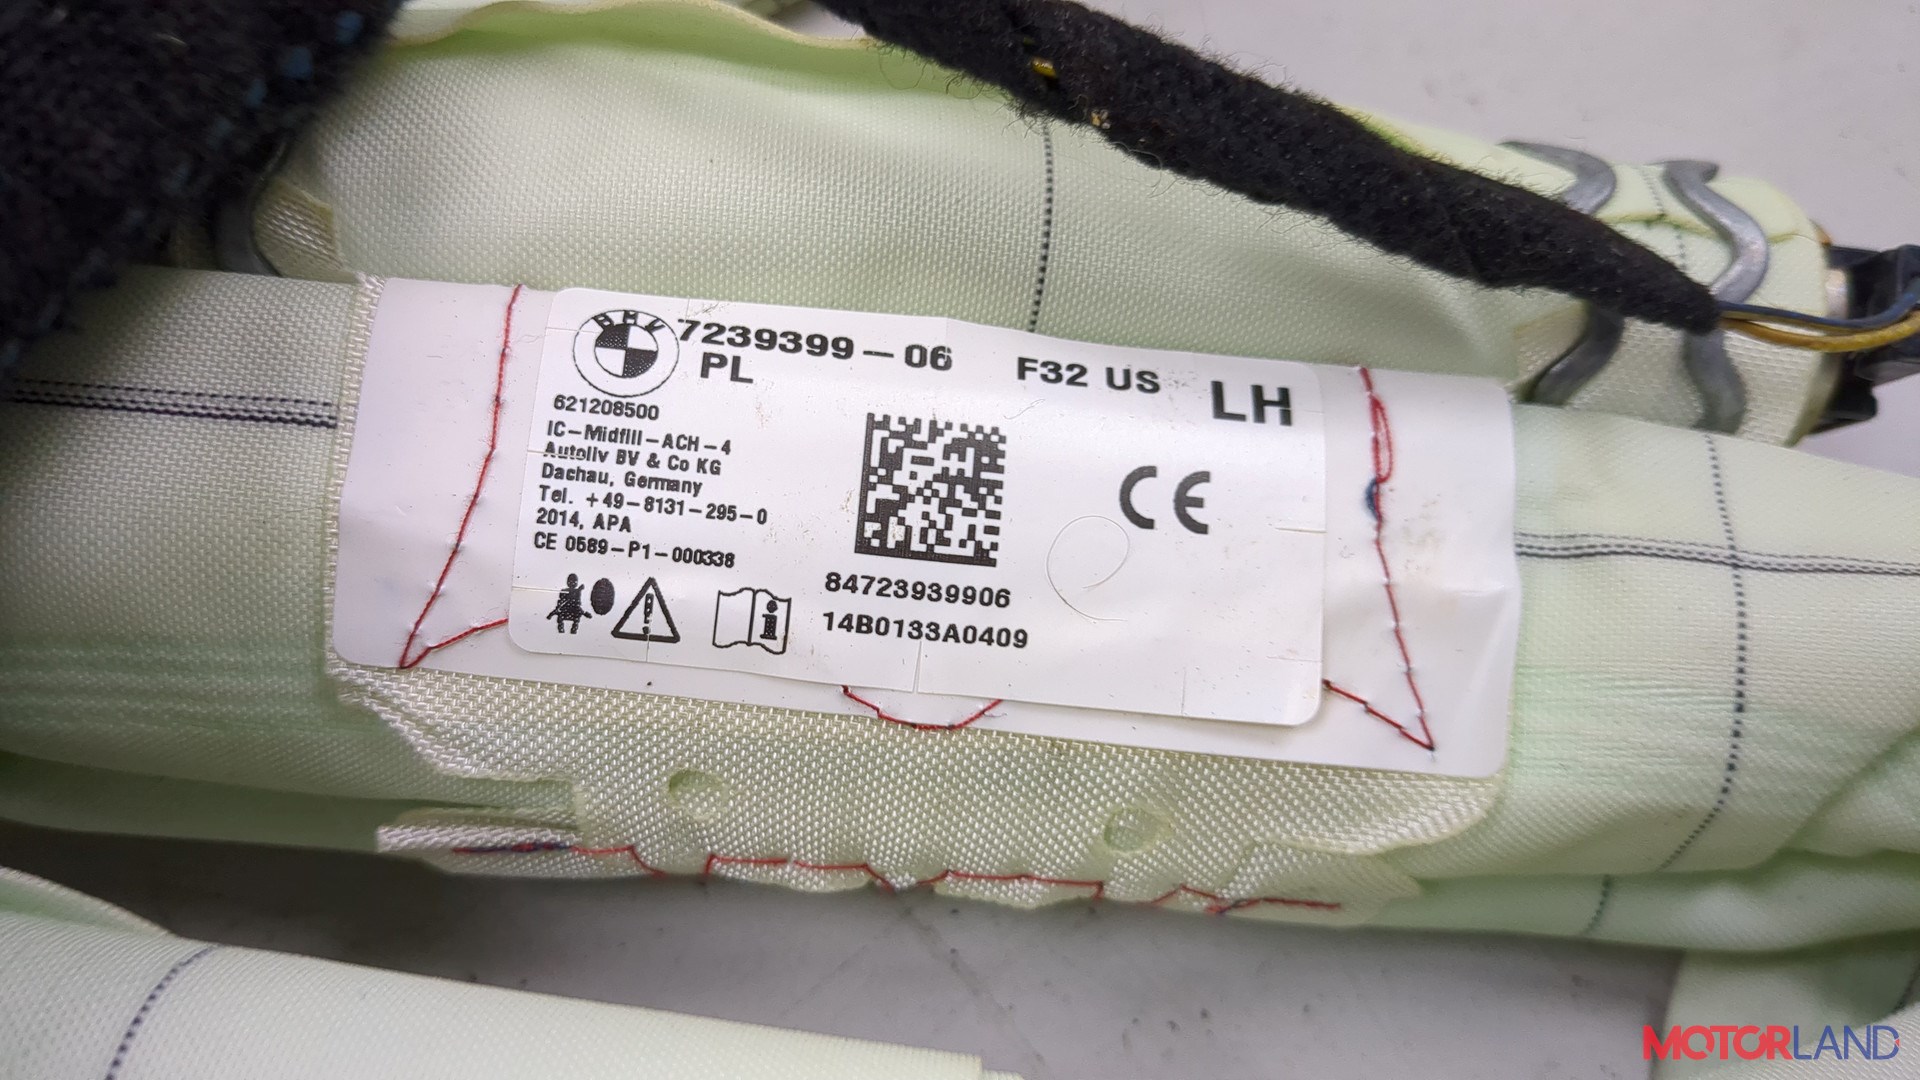 BMW
7239399-06 F32 US LH
PL
621208500
IC-Midfill-ACH-4
Autoliv BV & Co KG
Dachau, Germany
Tel. +49-8131-295-0
2014, APA
CE 0589-P1-000338
CE
84723939906
14B0133A0409
MOTORLAND